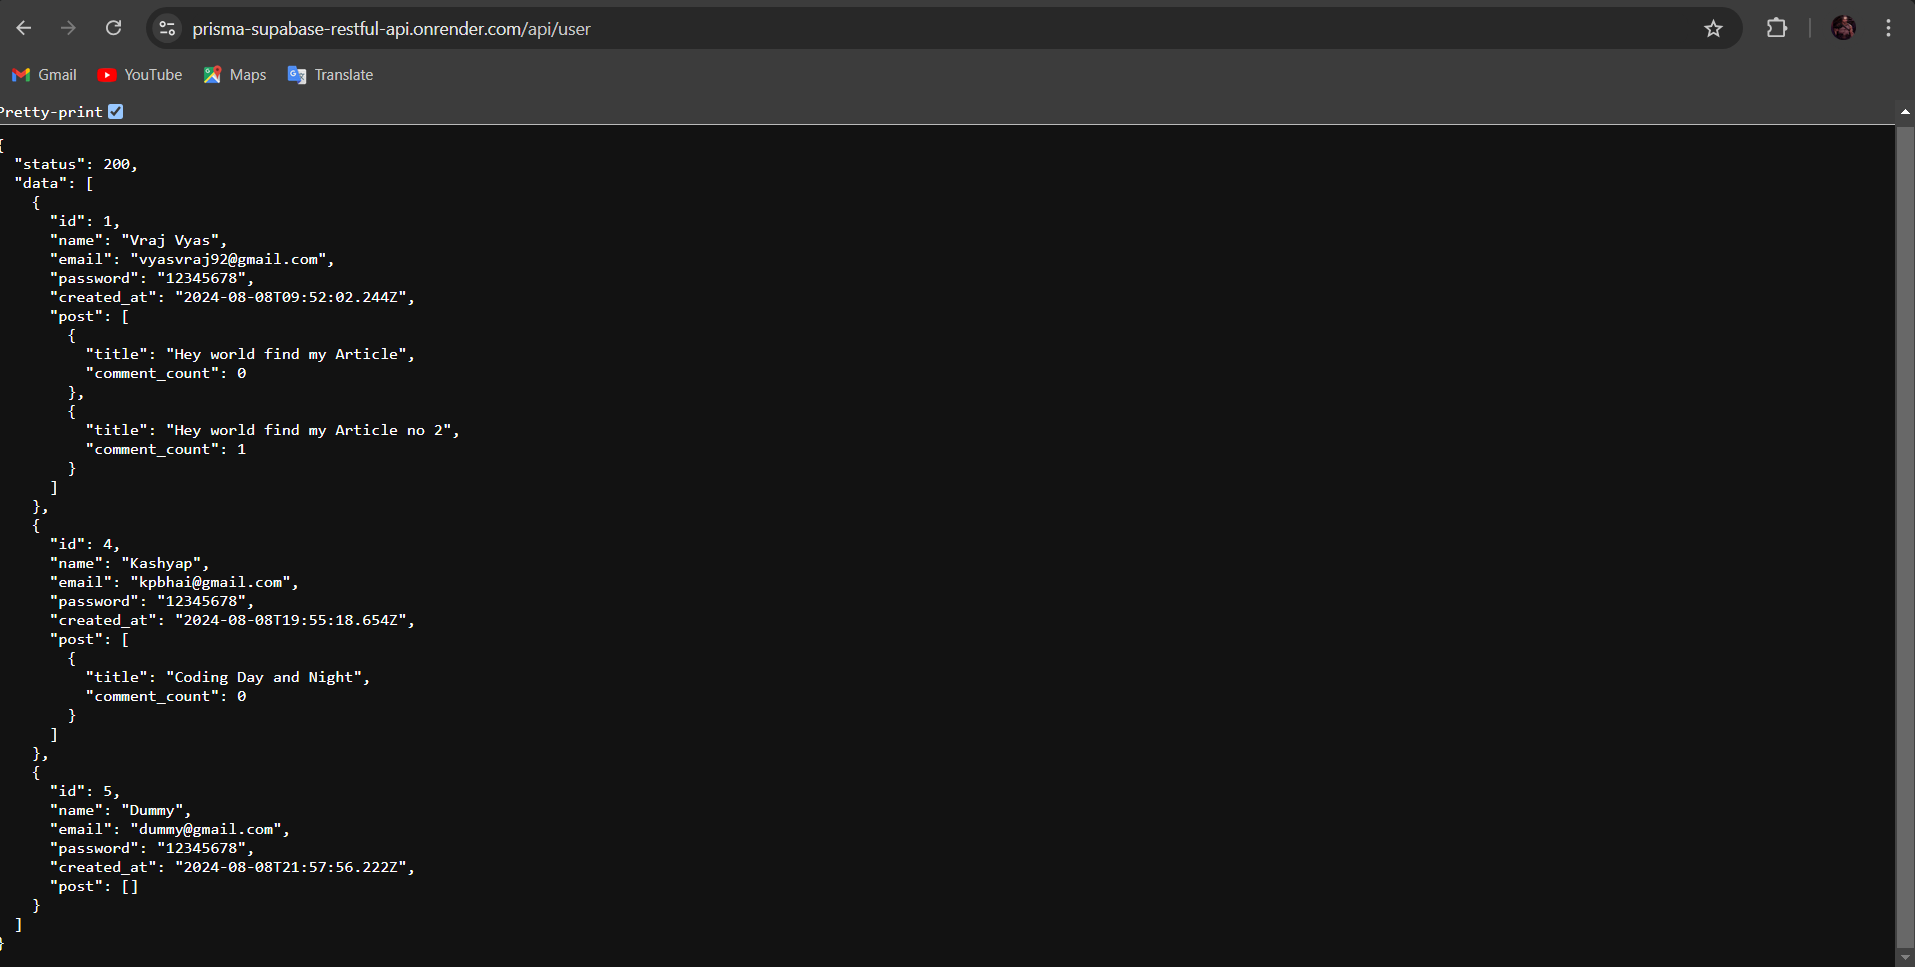 prisma-supabase-restful-api.onrender.com/api/user
Gmail YouTube Maps Translate
Pretty-print
{
"status": 200,
"data": [
{
"id": 1,
"name": "Vraj Vyas",
"email": "vyasvraj92@gmail.com",
"password": "12345678",
"created_at": "2024-08-08T09:52:02.244Z",
"post": [
{
"title": "Hey world find my Article",
"comment_count": 0
},
{
"title": "Hey world find my Article no 2",
"comment_count": 1
}
]
},
{
"id": 4,
"name": "Kashyap",
"email": "kpbhai@gmail.com",
"password": "12345678",
"created_at": "2024-08-08T19:55:18.654Z",
"post": [
{
"title": "Coding Day and Night",
"comment_count": 0
}
]
},
{
"id": 5,
"name": "Dummy",
"email": "dummy@gmail.com",
"password": "12345678",
"created_at": "2024-08-08T21:57:56.222Z",
"post": []
}
]
}